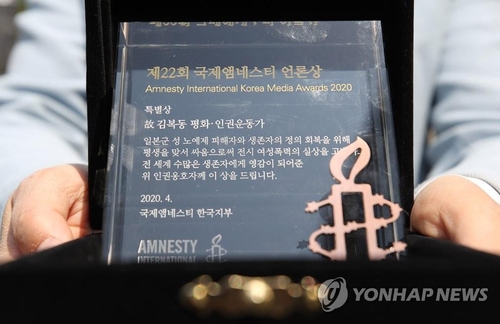 제22회 국제앰네스티 언론상
Amnesty International Korea Media Awards 2020
특별상
故 김복동 평화·인권운동가
일본군 성 노예제 피해자와 생존자의 정의 회복을 위해
평생을 맞서 싸움으로써 전시 여성폭력의 실상을
전 세계 수많은 생존자에게 영감이 되어준
위 인권옹호자께 이 상을 드립니다.
2020. 4.
국제앰네스티 한국지부
AMNESTY
INTERNATIONAL
YONHAP NEWS